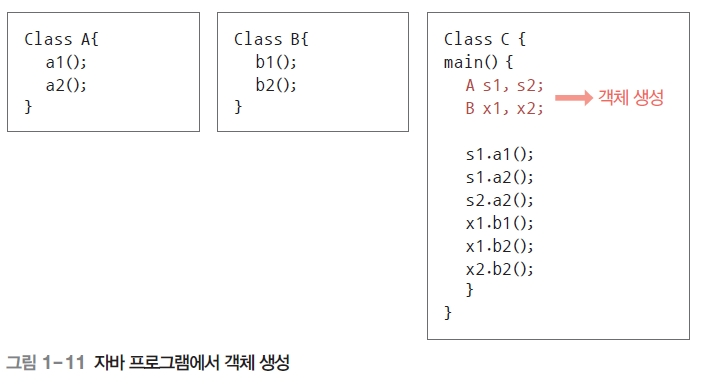 Class A{
a1();
a2();
}
Class B{
b1();
b2();
}
Class C {
main() {
A s1, s2;
B x1, x2;
객체 생성
s1.a1();
s1.a2();
s2.a2();
x1.b1();
x1.b2();
x2.b2();
}
}
그림 1-11 자바 프로그램에서 객체 생성